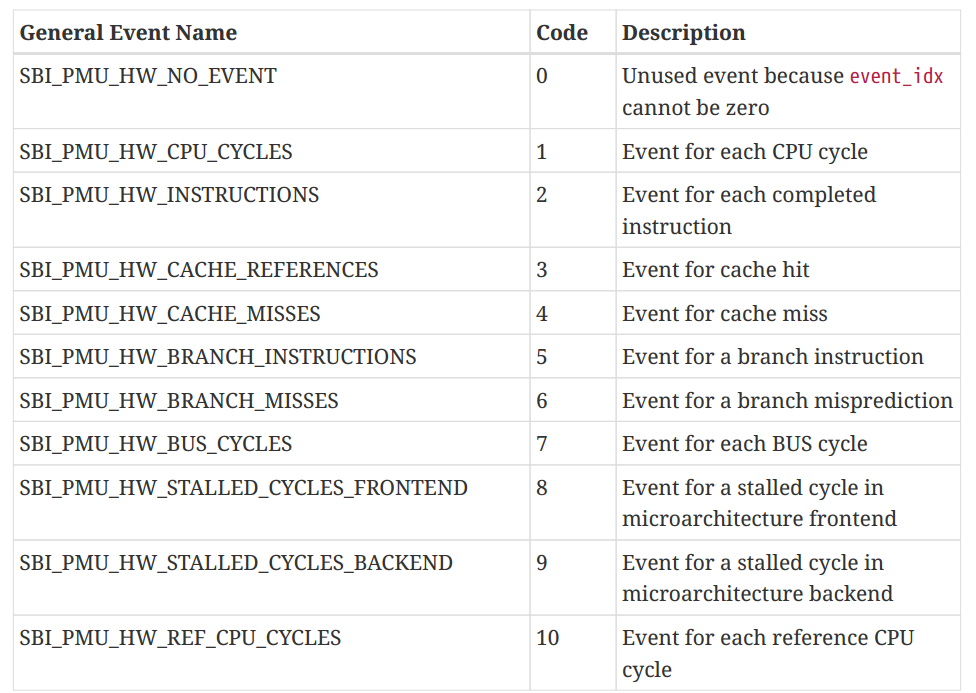 General Event Name Code Description
SBI_PMU_HW_NO_EVENT 0 Unused event because event_idx
cannot be zero
SBI_PMU_HW_CPU_CYCLES 1 Event for each CPU cycle
SBI_PMU_HW_INSTRUCTIONS 2 Event for each completed
instruction
SBI_PMU_HW_CACHE_REFERENCES 3 Event for cache hit
SBI_PMU_HW_CACHE_MISSES 4 Event for cache miss
SBI_PMU_HW_BRANCH_INSTRUCTIONS 5 Event for a branch instruction
SBI_PMU_HW_BRANCH_MISSES 6 Event for a branch misprediction
SBI_PMU_HW_BUS_CYCLES 7 Event for each BUS cycle
SBI_PMU_HW_STALLED_CYCLES_FRONTEND 8 Event for a stalled cycle in
microarchitecture frontend
SBI_PMU_HW_STALLED_CYCLES_BACKEND 9 Event for a stalled cycle in
microarchitecture backend
SBI_PMU_HW_REF_CPU_CYCLES 10 Event for each reference CPU
cycle